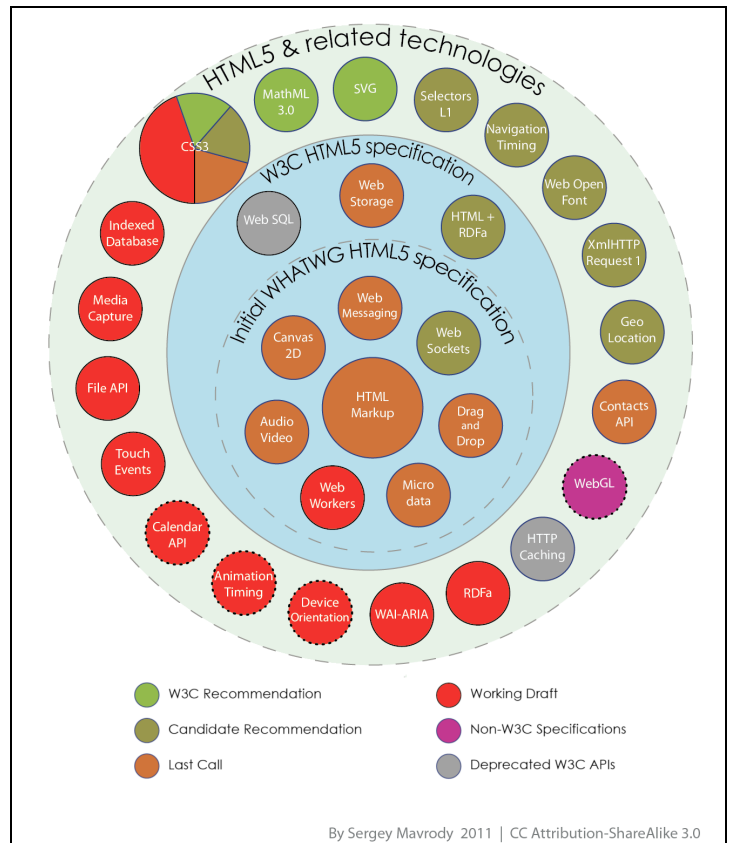 HTML5 & related technologies
MathML
3.0
SVG
Selectors
L1
Navigation
Timing
CSS3
W3C HTML5 specification
Web Open
Font
Web
Storage
Web SQL
HTML +
RDFa
Indexed
Database
XmlHTTP
Request 1
Initial WHATWG HTML5 specification
Media
Capture
Web
Messaging
Geo
Location
Canvas
2D
Web
Sockets
File API
HTML
Markup
Contacts
API
Audio
Video
Drag
and
Drop
Touch
Events
Web
Workers
Micro
data
WebGL
Calendar
API
HTTP
Caching
Animation
Timing
Device
Orientation
WAI-ARIA
RDFa
W3C Recommendation
Working Draft
Candidate Recommendation
Non-W3C Specifications
Last Call
Deprecated W3C APIs
By Sergey Mavrody 2011 | CC Attribution-ShareAlike 3.0